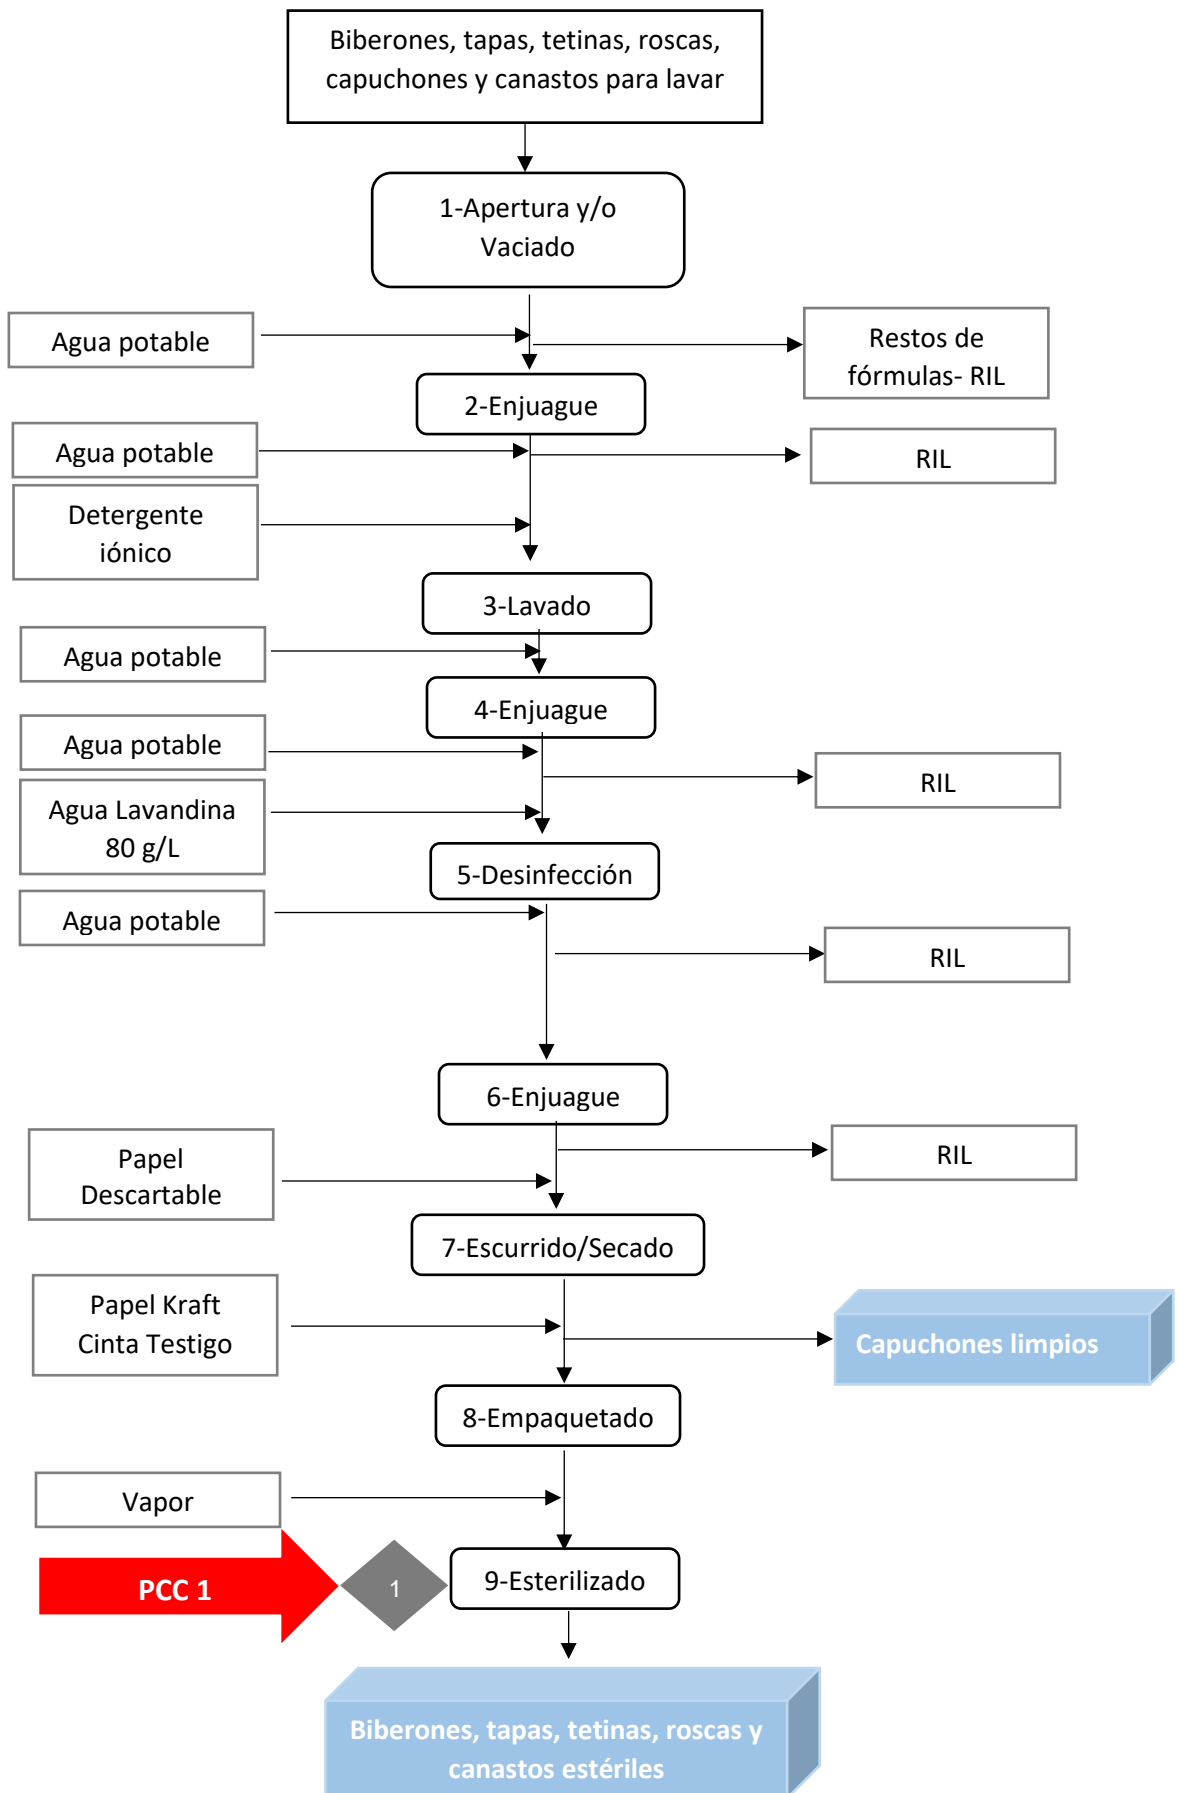 Biberones, tapas, tetinas, roscas,
capuchones y canastos para lavar
1-Apertura y/o
Vaciado
Agua potable
Restos de
fórmulas- RIL
2-Enjuague
Agua potable
RIL
Detergente
iónico
3-Lavado
Agua potable
4-Enjuague
Agua potable
RIL
Agua Lavandina
80 g/L
5-Desinfección
Agua potable
RIL
6-Enjuague
Papel
Descartable
RIL
7-Escurrido/Secado
Papel Kraft
Cinta Testigo
Capuchones limpios
8-Empaquetado
Vapor
PCC 1
1
9-Esterilizado
Biberones, tapas, tetinas, roscas y
canastos estériles